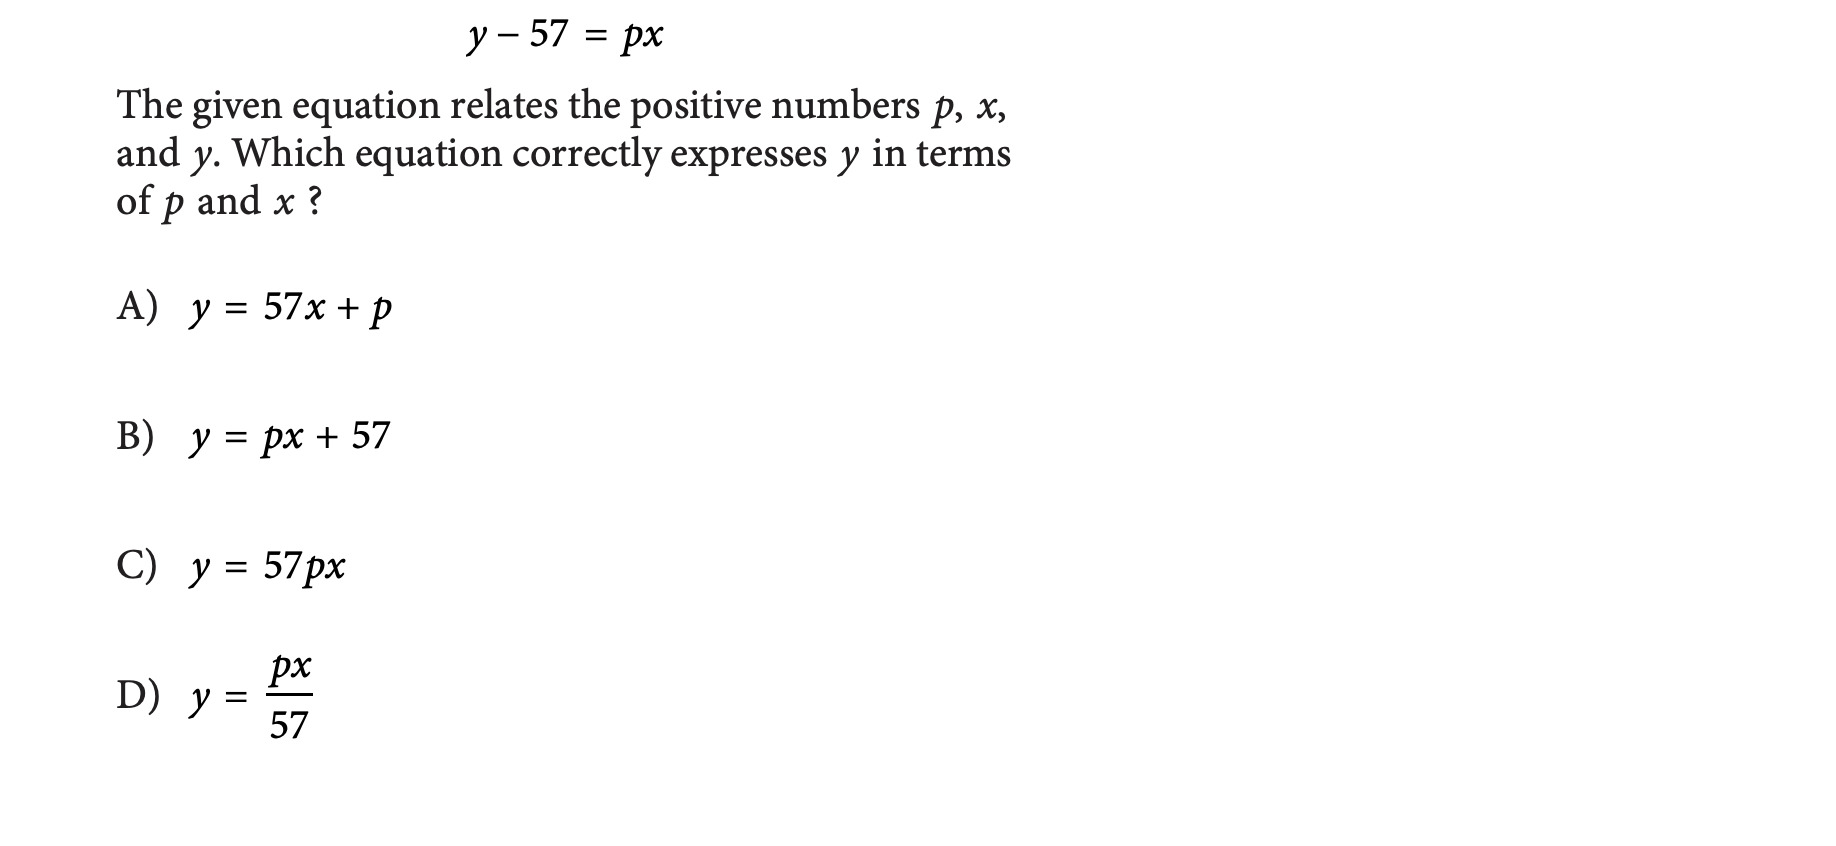 y − 57 = px
The given equation relates the positive numbers p, x,
and y. Which equation correctly expresses y in terms
of p and x ?
A) y = 57x + p
B) y = px + 57
C) y = 57px
D) y = px/57